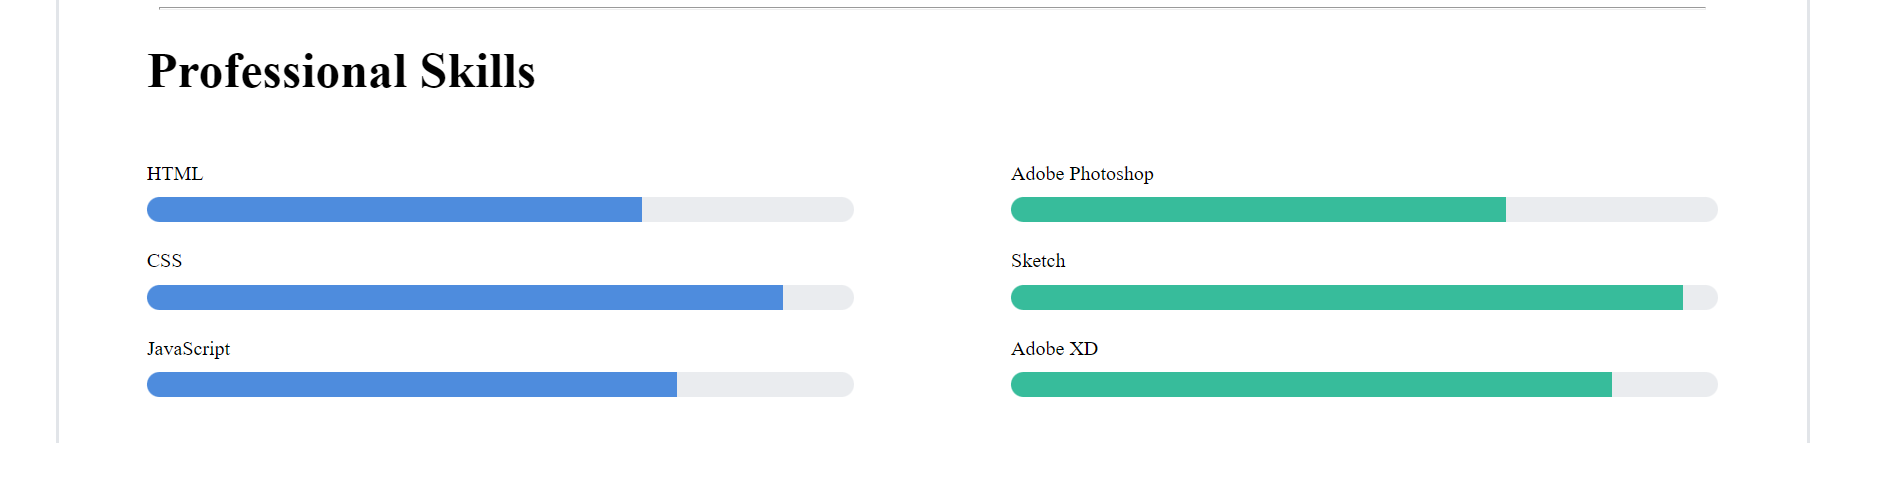 Professional Skills
HTML
CSS
JavaScript
Adobe Photoshop
Sketch
Adobe XD